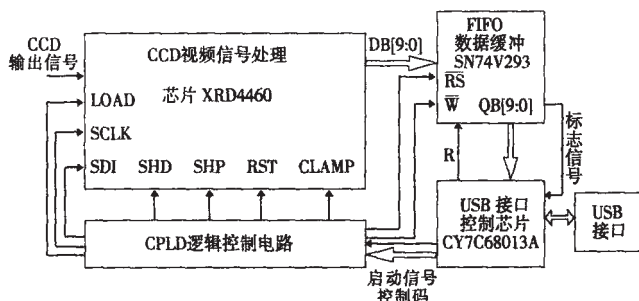 CCD
输出信号
CCD视频信号处理
芯片 XRD4460
LOAD
SCLK
SDI SHD SHP RST CLAMP
DB[9:0]
FIFO
数据缓冲
SN74V293
RS
W QB[9:0]
标志信号
R
USB 接口
控制芯片
CY7C68013A
USB
接口
CPLD逻辑控制电路
启动信号
控制码